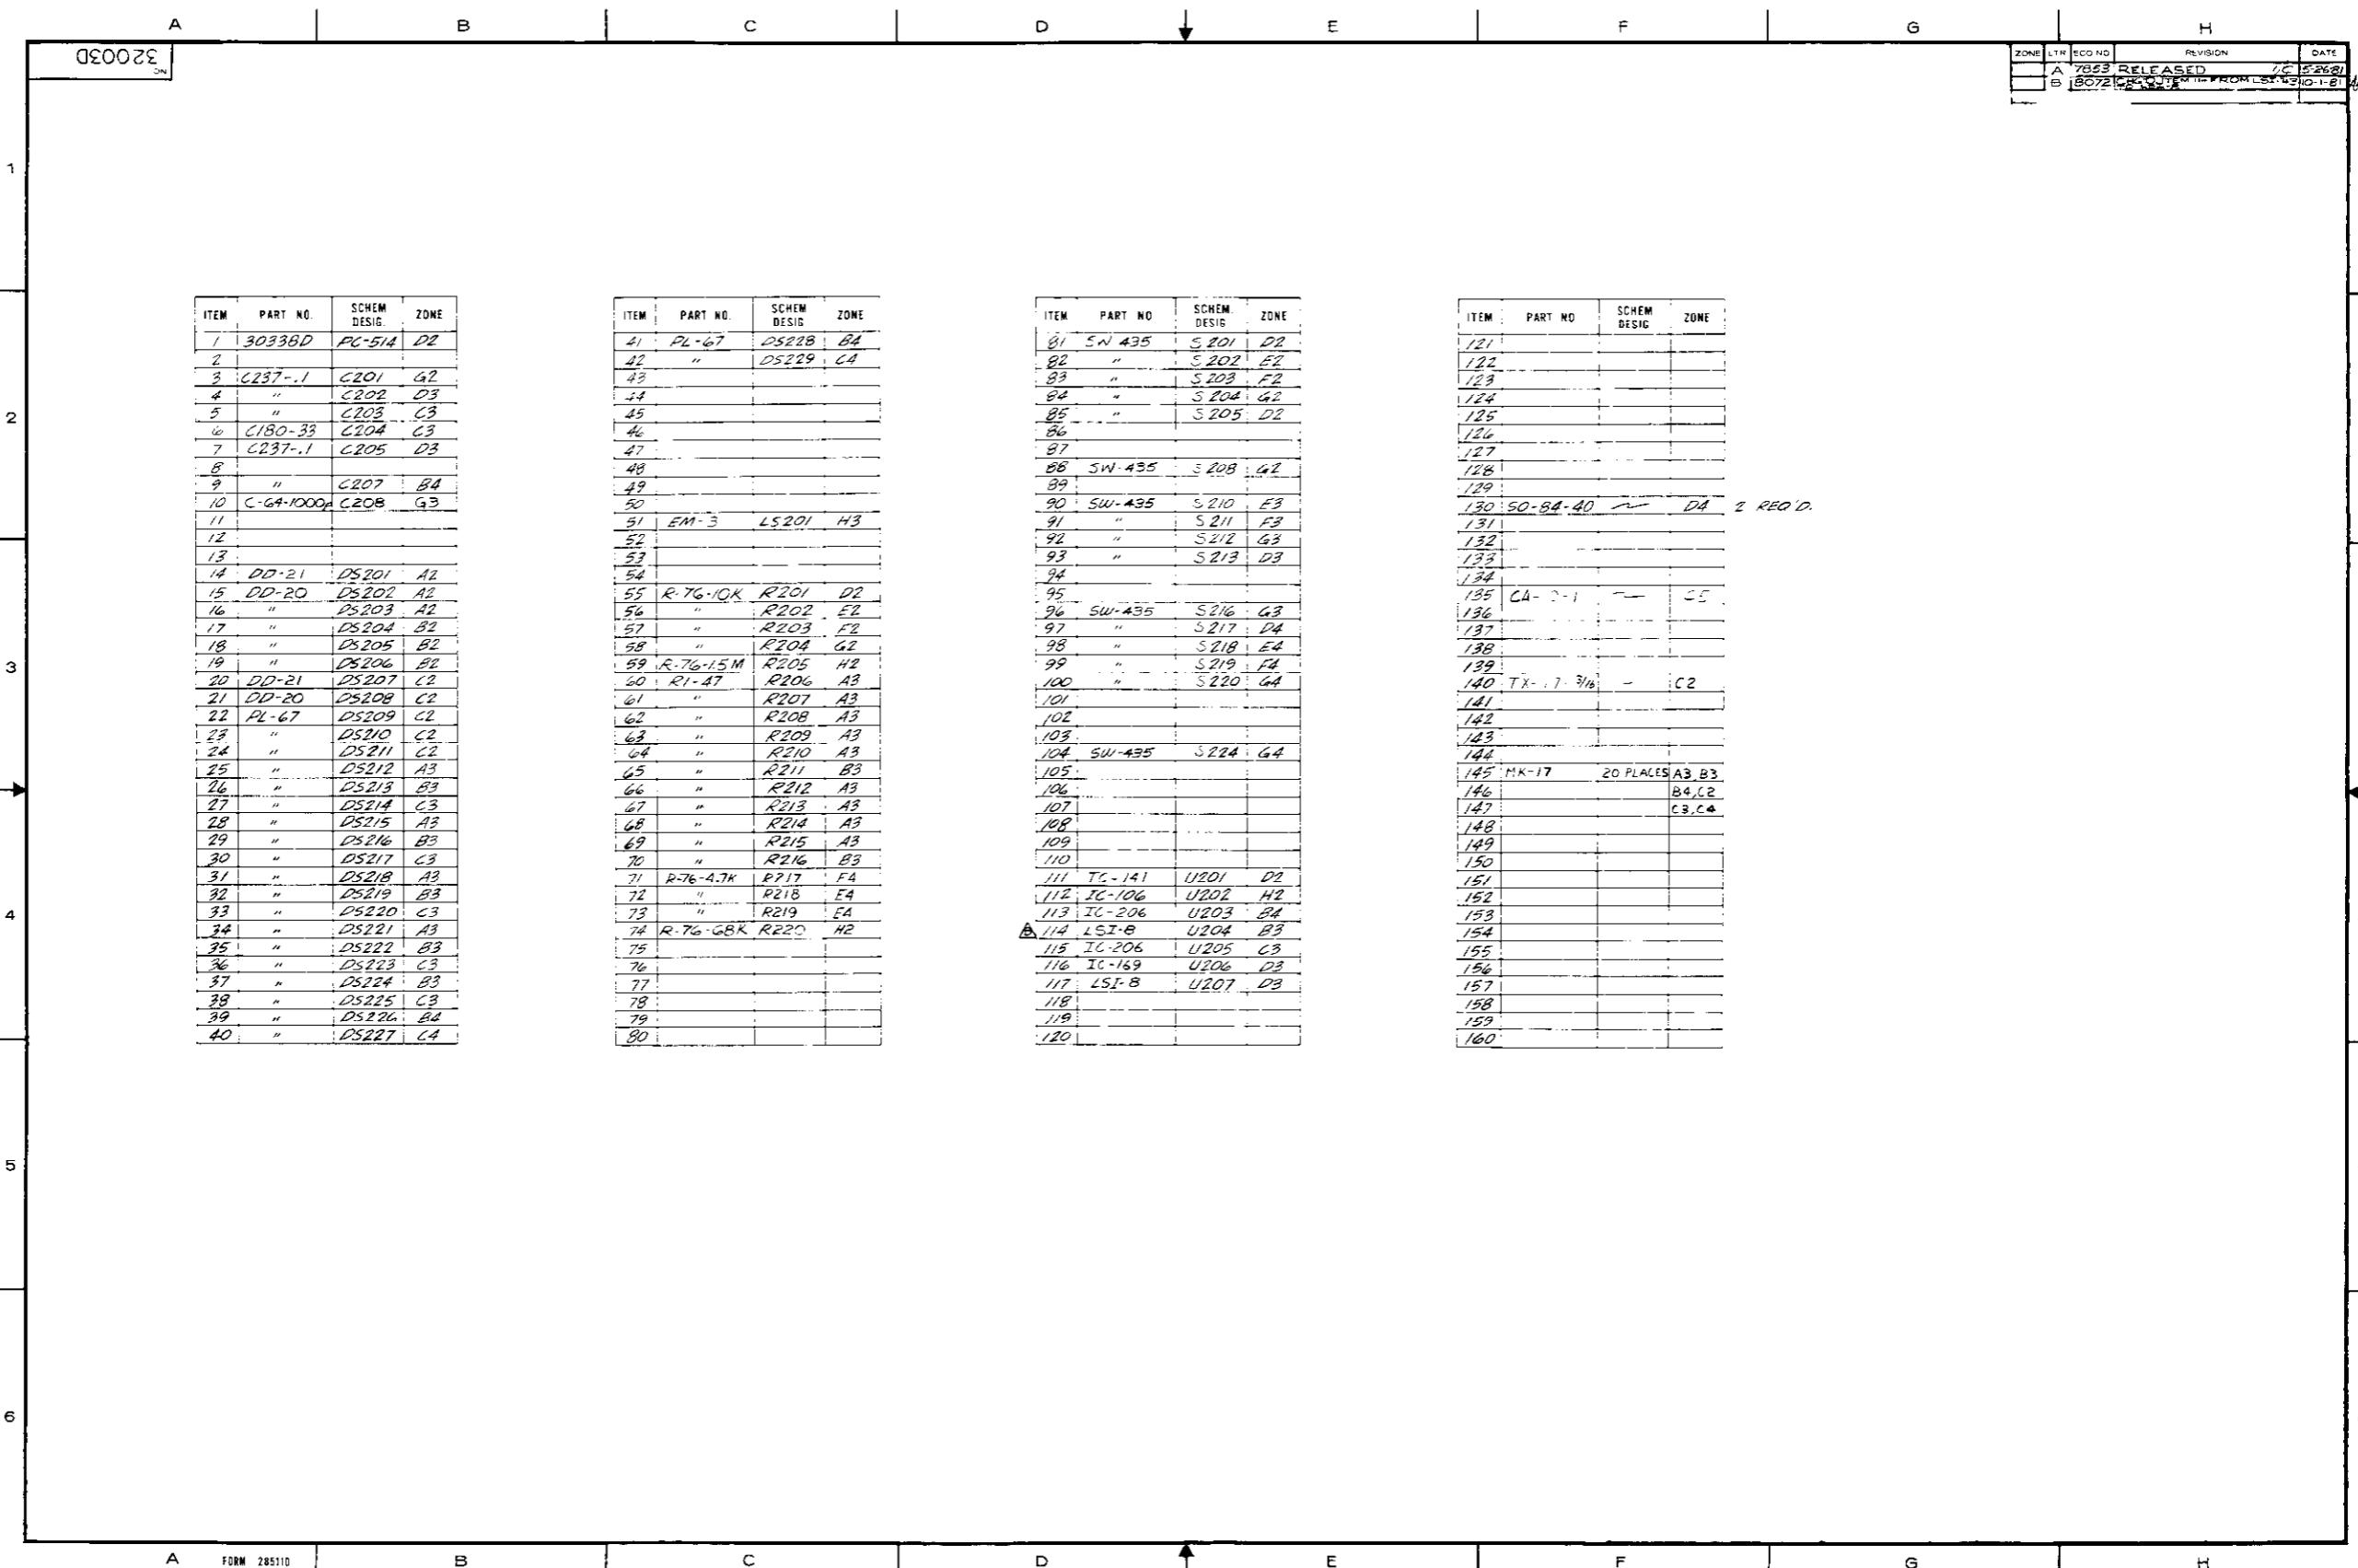 A B C D E F G H
32003D
NO.
ZONE LTR ECO NO REVISION DATE
A 7853 RELEASED 5-26-81
B 8072 FROM LSI-43 10-1-81
1
2
3
4
5
6
ITEM PART NO. SCHEM DESIG. ZONE
1 30338D PC-514 D2
2
3 C237-.1 C201 G2
4 " C202 D3
5 " C203 C3
6 C180-33 C204 C3
7 C237-.1 C205 D3
8
9 " C207 B4
10 C-64-1000p C208 G3
11
12
13
14 DD-21 DS201 A2
15 DD-20 DS202 A2
16 " DS203 A2
17 " DS204 B2
18 " DS205 B2
19 " DS206 B2
20 DD-21 DS207 C2
21 DD-20 DS208 C2
22 PL-67 DS209 C2
23 " DS210 C2
24 " DS211 C2
25 " DS212 A3
26 " DS213 B3
27 " DS214 C3
28 " DS215 A3
29 " DS216 B3
30 " DS217 C3
31 " DS218 A3
32 " DS219 B3
33 " DS220 C3
34 " DS221 A3
35 " DS222 B3
36 " DS223 C3
37 " DS224 B3
38 " DS225 C3
39 " DS226 B4
40 " DS227 C4
ITEM PART NO. SCHEM DESIG ZONE
41 PL-67 DS228 B4
42 " DS229 C4
43
44
45
46
47
48
49
50
51 EM-3 LS201 H3
52
53
54
55 R-76-10K R201 D2
56 " R202 E2
57 " R203 F2
58 " R204 G2
59 R-76-1.5M R205 H2
60 R1-47 R206 A3
61 " R207 A3
62 " R208 A3
63 " R209 A3
64 " R210 A3
65 " R211 B3
66 " R212 A3
67 " R213 A3
68 " R214 A3
69 " R215 A3
70 " R216 B3
71 R-76-4.7K R217 F4
72 " R218 E4
73 " R219 E4
74 R-76-68K R220 H2
75
76
77
78
79
80
ITEM PART NO SCHEM. DESIG ZONE
81 SW 435 S201 D2
82 " S202 E2
83 " S203 F2
84 " S204 G2
85 " S205 D2
86
87
88 SW-435 S208 G2
89
90 SW-435 S210 E3
91 " S211 F3
92 " S212 G3
93 " S213 D3
94
95
96 SW-435 S216 G3
97 " S217 D4
98 " S218 E4
99 " S219 F4
100 " S220 G4
101
102
103
104 SW-435 S224 G4
105
106
107
108
109
110
111 IC-141 U201 D2
112 IC-106 U202 H2
113 IC-206 U203 B4
B 114 LSI-8 U204 B3
115 IC-206 U205 C3
116 IC-169 U206 D3
117 LSI-8 U207 D3
118
119
120
ITEM PART NO SCHEM DESIG ZONE
121
122
123
124
125
126
127
128
129
130 SO-84-40 D4 2 REQ'D.
131
132
133
134
135
136
137
138
139
140 3/16 - C2
141
142
143
144
145 MK-17 20 PLACES A3,B3
146 B4,C2
147 C3,C4
148
149
150
151
152
153
154
155
156
157
158
159
160
A FORM 285110 B C D E F G H